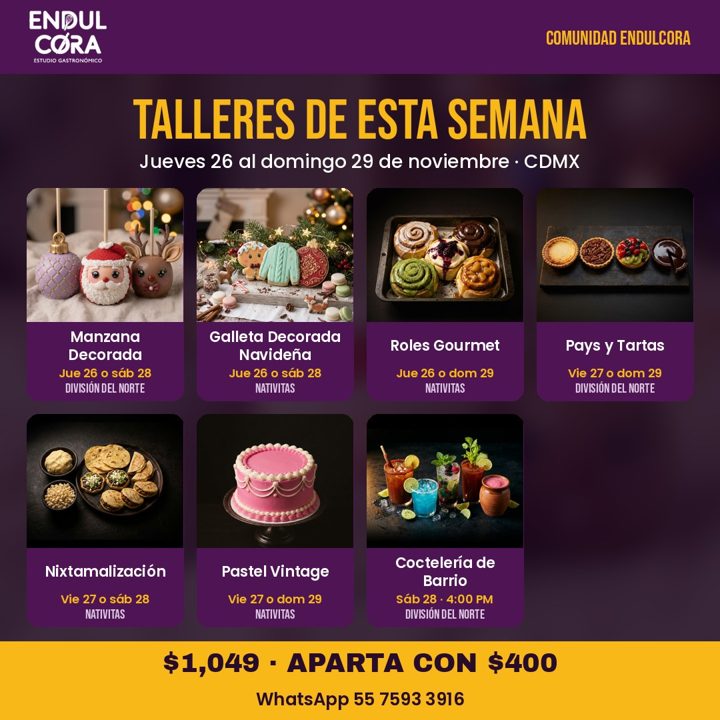 ENDUL
CØRA
ESTUDIO GASTRONÓMICO
COMUNIDAD ENDULCORA
TALLERES DE ESTA SEMANA
Jueves 26 al domingo 29 de noviembre · CDMX
Manzana
Decorada
Jue 26 o sáb 28
DIVISIÓN DEL NORTE
Galleta Decorada
Navideña
Jue 26 o sáb 28
NATIVITAS
Roles Gourmet
Jue 26 o dom 29
NATIVITAS
Pays y Tartas
Vie 27 o dom 29
DIVISIÓN DEL NORTE
Nixtamalización
Vie 27 o sáb 28
NATIVITAS
Pastel Vintage
Vie 27 o dom 29
NATIVITAS
Coctelería de
Barrio
Sáb 28 · 4:00 PM
DIVISIÓN DEL NORTE
$1,049 · APARTA CON $400
WhatsApp 55 7593 3916